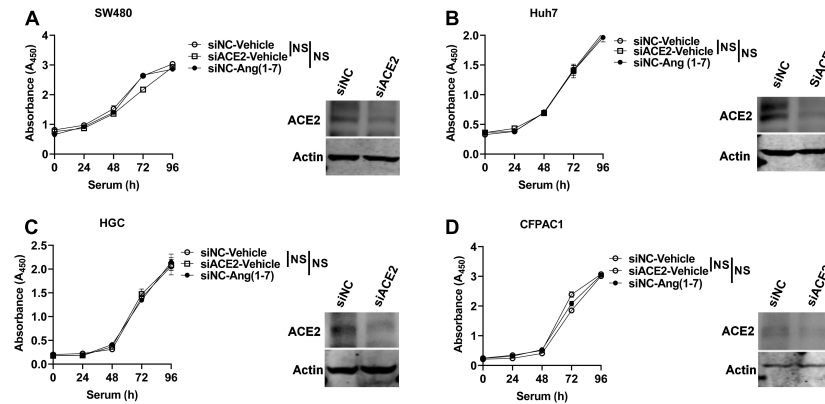 A
SW480
Absorbance (A450)
4
3
2
1
0
0 24 48 72 96
Serum (h)
siNC-Vehicle
siACE2-Vehicle
siNC-Ang(1-7)
NS
NS
siNC
siACE2
ACE2
Actin
B
Huh7
Absorbance (A450)
2.0
1.5
1.0
0.5
0.0
0 24 48 72 96
Serum (h)
siNC-Vehicle
siACE2-Vehicle
siNC-Ang (1-7)
NS
NS
siNC
ACE2
Actin
C
HGC
Absorbance (A450)
2.5
2.0
1.5
1.0
0.5
0.0
0 24 48 72 96
Serum (h)
siNC-Vehicle
siACE2-Vehicle
siNC-Ang(1-7)
NS
NS
siNC
siACE2
ACE2
Actin
D
CFPAC1
Absorbance (A450)
4
3
2
1
0
0 24 48 72 96
Serum (h)
siNC-Vehicle
siACE2-Vehicle
siNC-Ang(1-7)
NS
NS
siNC
ACE2
Actin